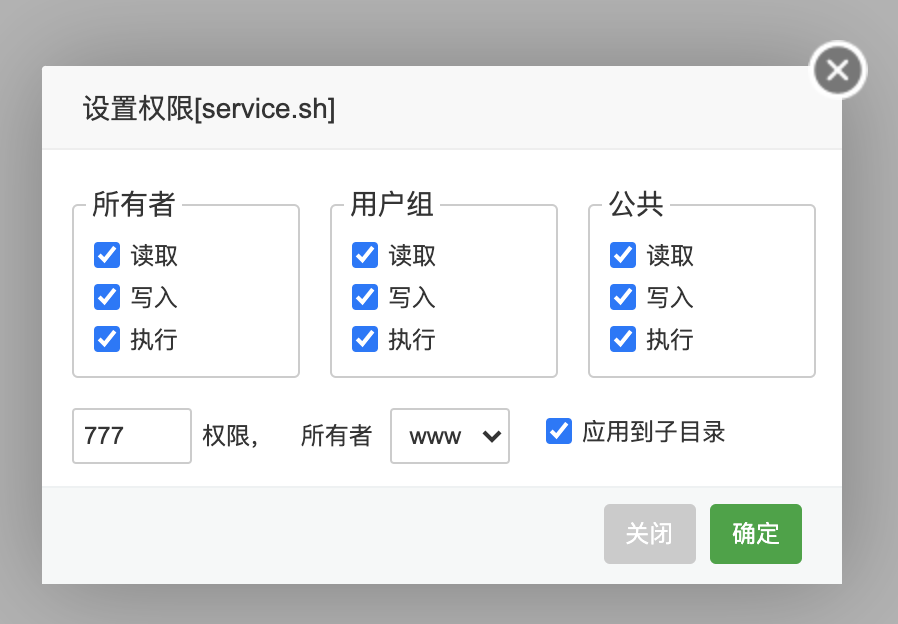 设置权限[service.sh]
所有者 用户组 公共
读取 读取 读取
写入 写入 写入
执行 执行 执行
777 权限, 所有者 www 应用到子目录
关闭 确定